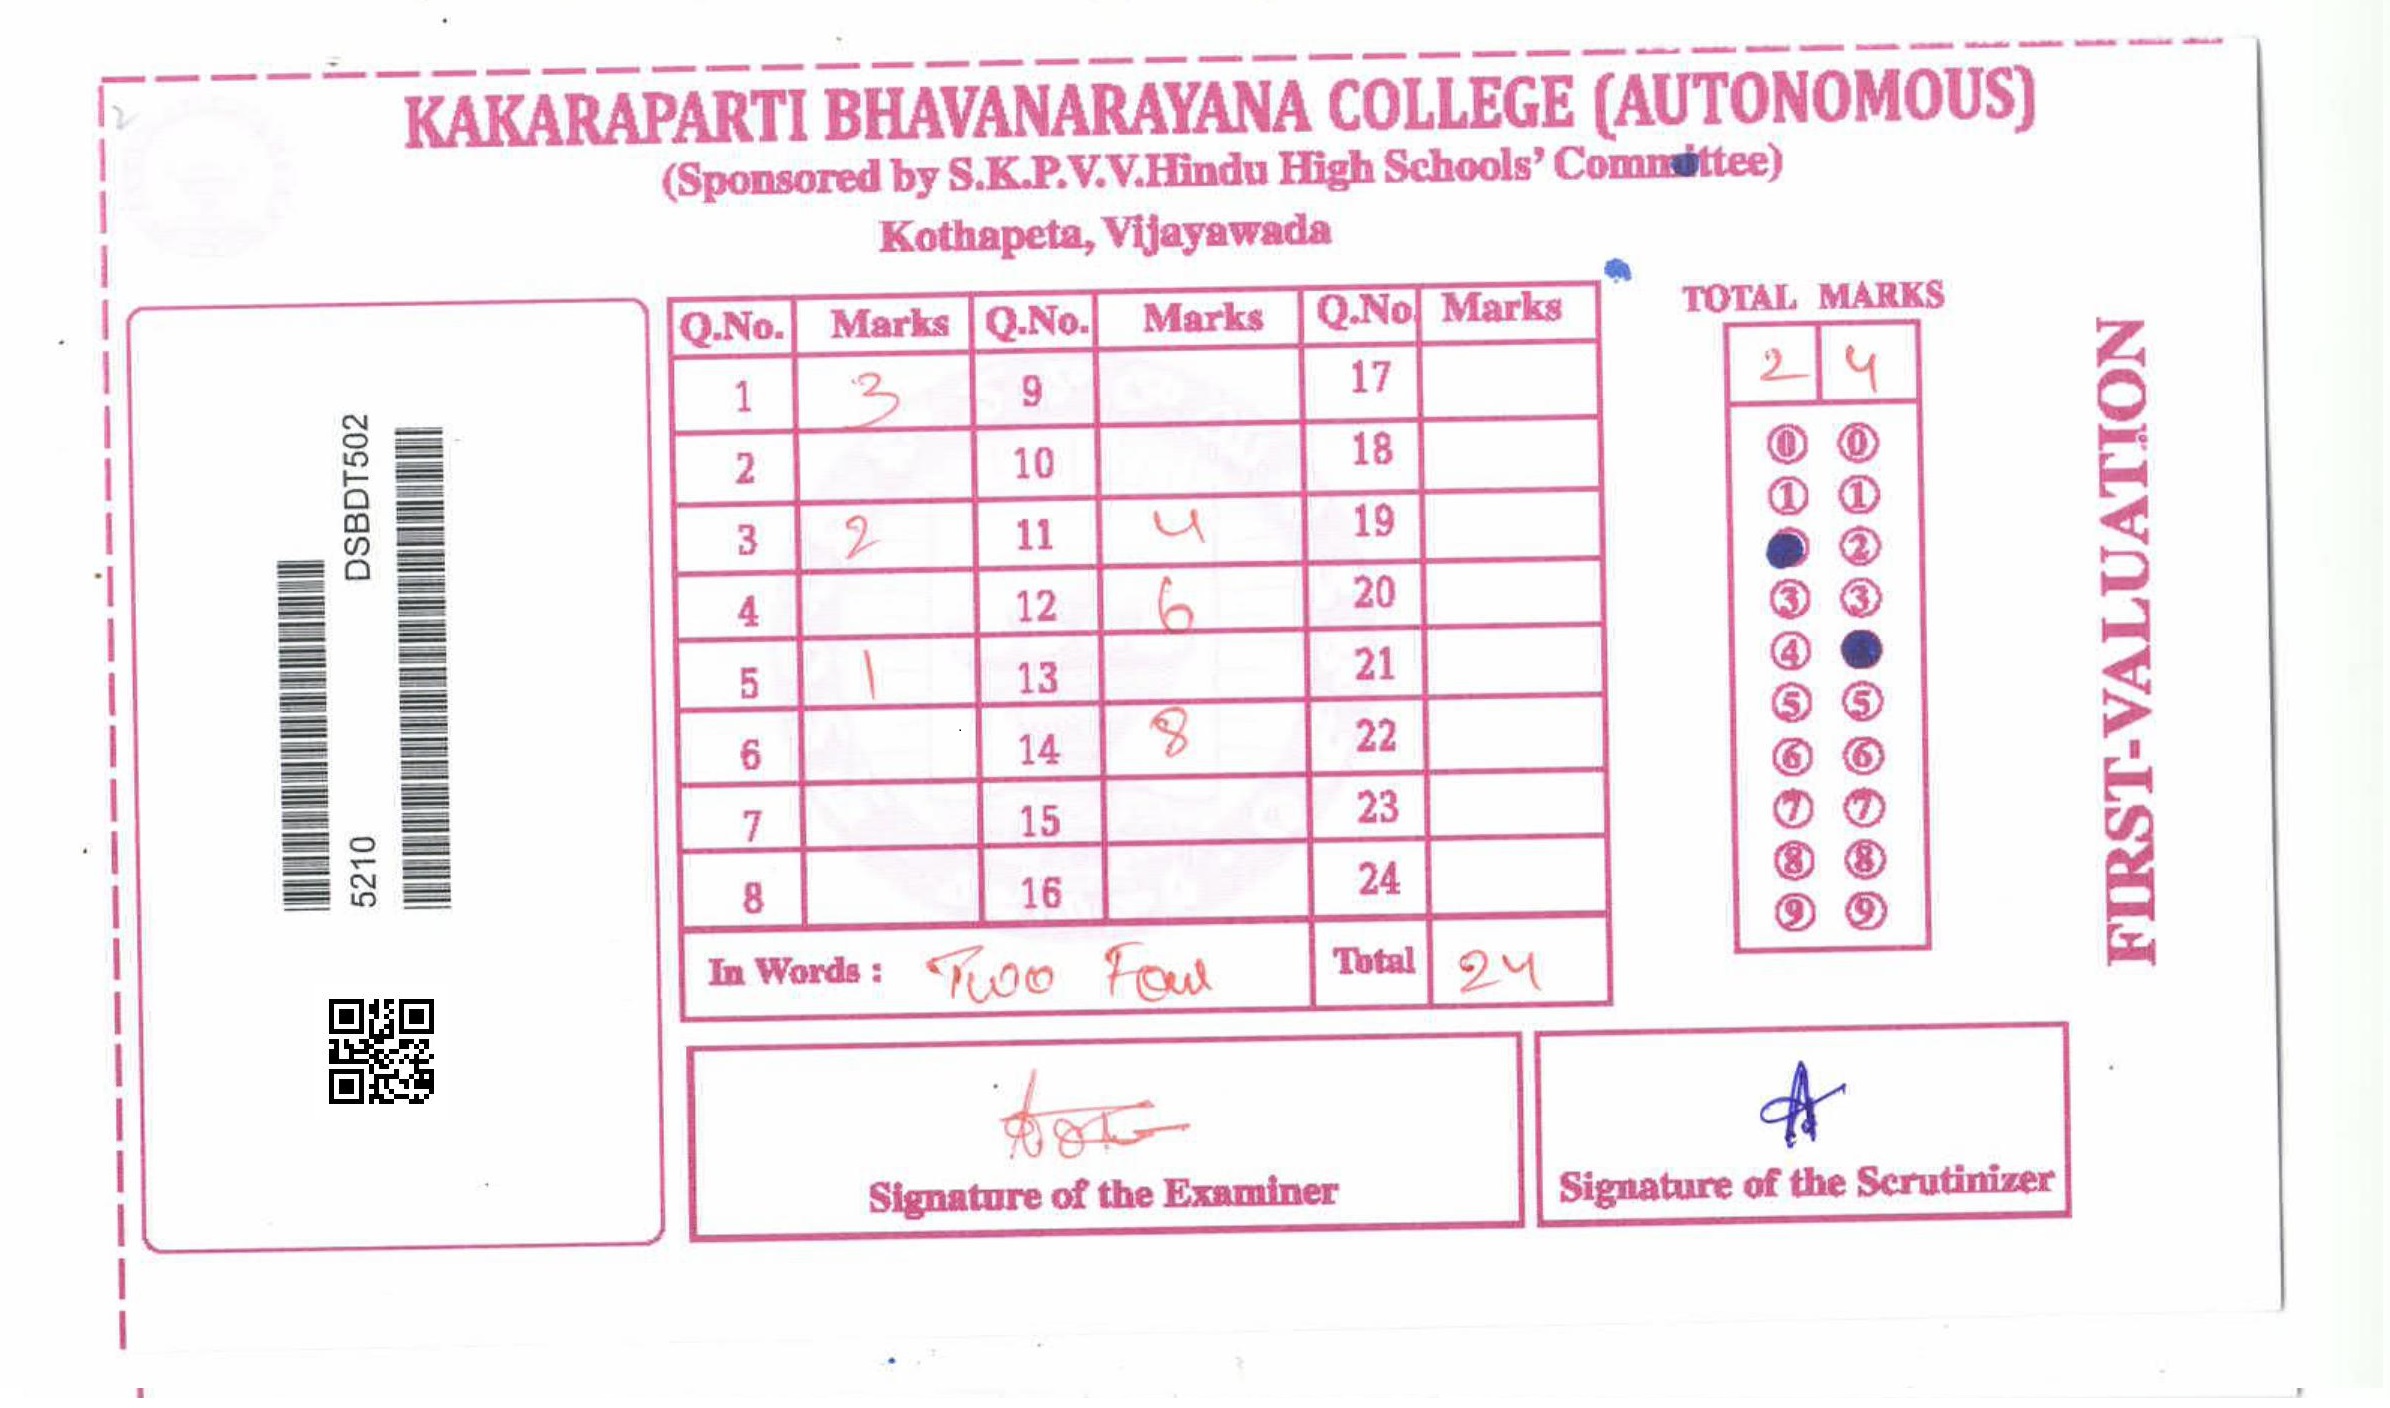 KAKARAPARTI BHAVANARAYANA COLLEGE (AUTONOMOUS)
(Sponsored by S.K.P.V.V.Hindu High Schools' Committee)
Kothapeta, Vijayawada
5210 DSBDT502
Q.No. Marks Q.No. Marks Q.No. Marks
1 3 9 17
2 10 18
3 2 11 4 19
4 12 6 20
5 1 13 21
6 14 8 22
7 15 23
8 16 24
In Words : Two Four Total 24
TOTAL MARKS
2 4
0 0
1 1
2
3 3
4
5 5
6 6
7 7
8 8
9 9
FIRST-VALUATION
Signature of the Examiner
Signature of the Scrutinizer